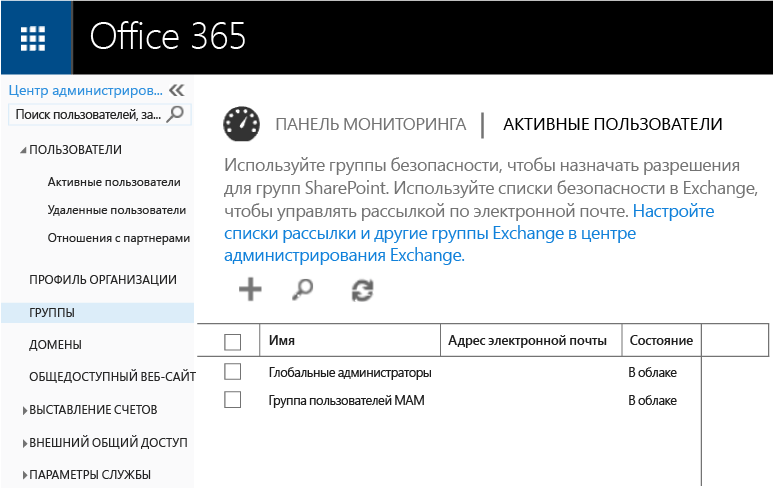 Office 365
Центр администриров...
Поиск пользователей, за...
ПОЛЬЗОВАТЕЛИ
Активные пользователи
Удаленные пользователи
Отношения с партнерами
ПРОФИЛЬ ОРГАНИЗАЦИИ
ГРУППЫ
ДОМЕНЫ
ОБЩЕДОСТУПНЫЙ ВЕБ-САЙТ
ВЫСТАВЛЕНИЕ СЧЕТОВ
ВНЕШНИЙ ОБЩИЙ ДОСТУП
ПАРАМЕТРЫ СЛУЖБЫ
ПАНЕЛЬ МОНИТОРИНГА | АКТИВНЫЕ ПОЛЬЗОВАТЕЛИ
Используйте группы безопасности, чтобы назначать разрешения
для групп SharePoint. Используйте списки безопасности в Exchange,
чтобы управлять рассылкой по электронной почте. Настройте
списки рассылки и другие группы Exchange в центре
администрирования Exchange.
Имя Адрес электронной почты Состояние
Глобальные администраторы В облаке
Группа пользователей MAM В облаке